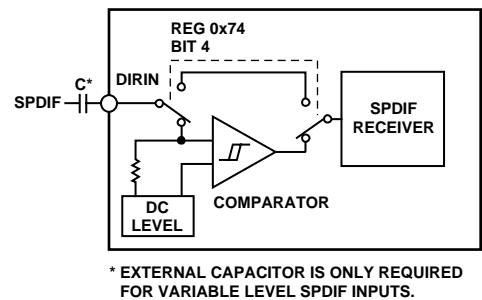 REG 0x74
BIT 4
C*
DIRIN
SPDIF
SPDIF
RECEIVER
COMPARATOR
DC
LEVEL
* EXTERNAL CAPACITOR IS ONLY REQUIRED
FOR VARIABLE LEVEL SPDIF INPUTS.